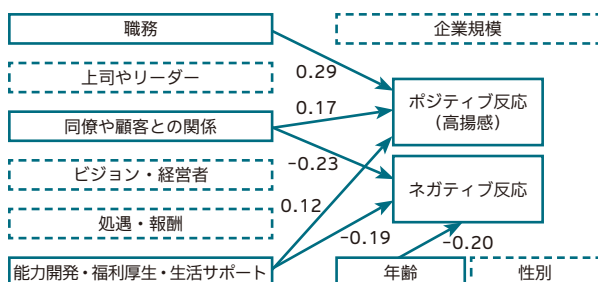 職務
企業規模
上司やリーダー
0.29
ポジティブ反応
(高揚感)
0.17
同僚や顧客との関係
-0.23
ビジョン・経営者
ネガティブ反応
0.12
処遇・報酬
-0.19
-0.20
能力開発・福利厚生・生活サポート
年齢
性別